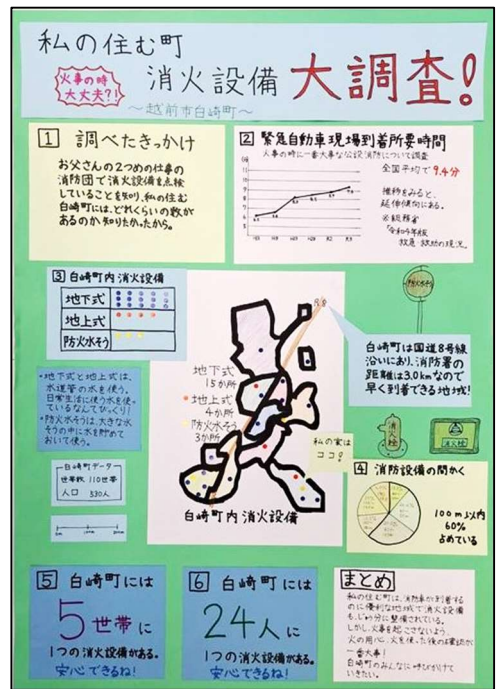 私の住む町
火事の時
大丈夫?!
消火設備 大調査!
～越前市白崎町～
1 調べたきっかけ
お父さんの2つめの仕事の
消防団で消火設備を点検
していることを知り、私の住む
白崎町には、どれくらいの数が
あるのか知りたかったから。
2 緊急自動車現場到着所要時間
火事の時に一番大事な公設消防について調査
全国平均で9.4分
推移をみると、
延伸傾向にある。
※総務省
「令和4年版
救急・救助の現況」
3 白崎町内消火設備
地下式
地上式
防火水そう
防火水そう
白崎町は国道8号線
沿いにあり、消防署の
距離は3.0kmなので
早く到着できる地域!
・地下式と地上式は、
水道管の水を使う。
日常生活に使う水を使っ
ているなんてびっくり!
・防火水そうは、大きな水
そうの中に水を貯めて
おいて使う。
地下式
15か所
地上式
4か所
防火水そう
3か所
私の家は
ココ!
白崎町内消火設備
消火栓
消火栓
白崎町データ
世帯数 110世帯
人口 530人
4 消防設備の間かく
100m以内
60%
占めている
5 白崎町には
5世帯に
1つの消火設備がある。
安心できるね!
6 白崎町には
24人に
1つの消火設備がある。
安心できるね!
まとめ
私の住む町は、消防車が到着する
のに優利な地域で消火設備
も、じゅう分に整備されている。
しかし、火事を起こさないよう、
火の用心、火を使った後の確認が
一番大事!
白崎町のみんなに呼びかけて
いきたい。